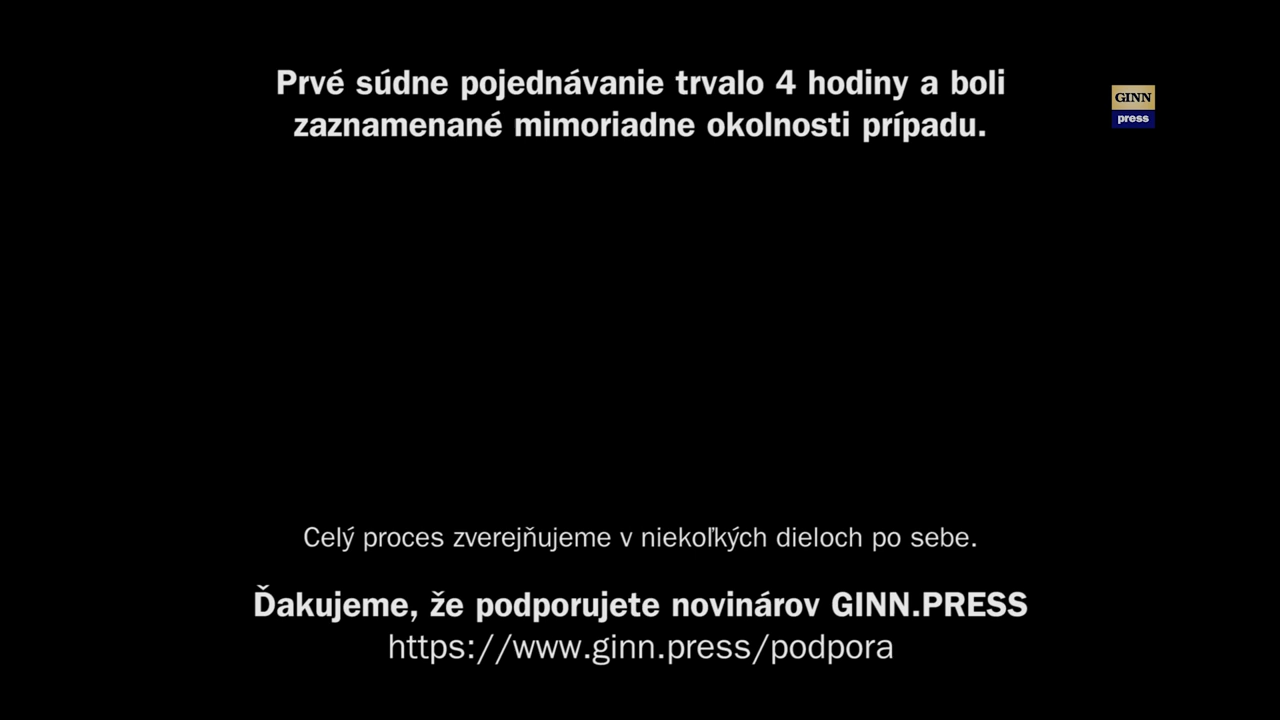 Prvé súdne pojednávanie trvalo 4 hodiny a boli
zaznamenané mimoriadne okolnosti prípadu.
GINN
press
Celý proces zverejňujeme v niekoľkých dieloch po sebe.
Ďakujeme, že podporujete novinárov GINN.PRESS
https://www.ginn.press/podpora